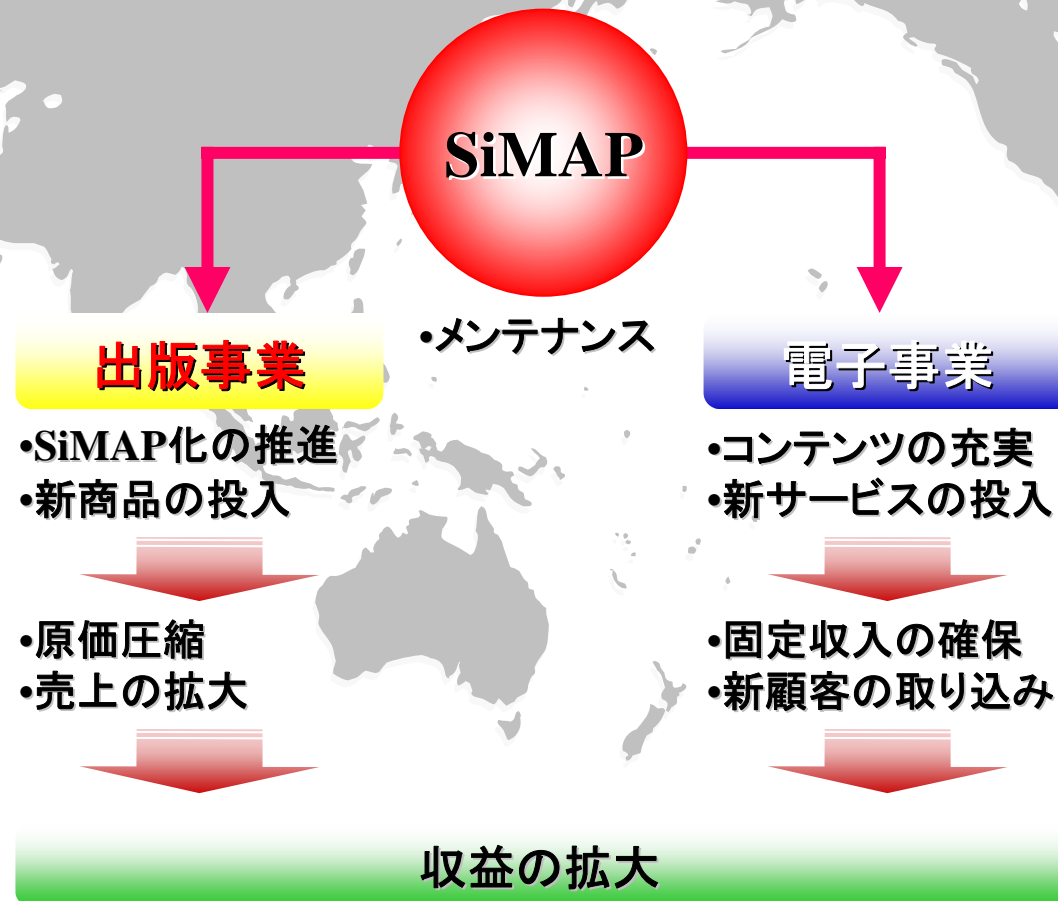 SiMAP
•メンテナンス
出版事業
•SiMAP化の推進
•新商品の投入
•原価圧縮
•売上の拡大
電子事業
•コンテンツの充実
•新サービスの投入
•固定収入の確保
•新顧客の取り込み
収益の拡大